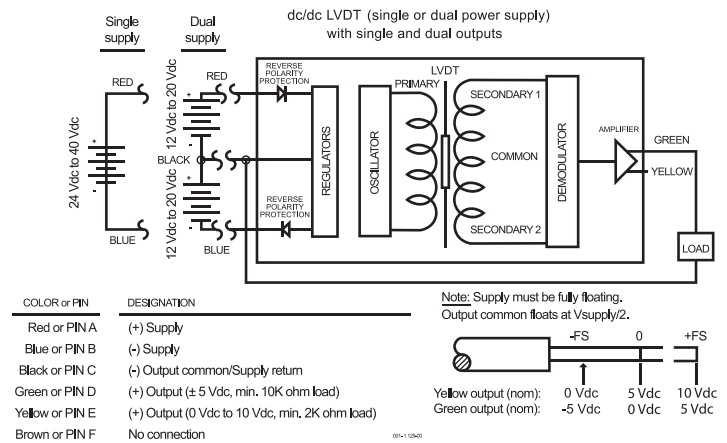 dc/dc LVDT (single or dual power supply)
with single and dual outputs
Single
supply
Dual
supply
RED
24 Vdc to 40 Vdc
BLUE
RED
12 Vdc to 20 Vdc
BLACK
12 Vdc to 20 Vdc
BLUE
REVERSE
POLARITY
PROTECTION
REVERSE
POLARITY
PROTECTION
REGULATORS
OSCILLATOR
PRIMARY
LVDT
SECONDARY 1
COMMON
SECONDARY 2
DEMODULATOR
AMPLIFIER
GREEN
YELLOW
LOAD
COLOR or PIN DESIGNATION
Red or PIN A (+) Supply
Blue or PIN B (-) Supply
Black or PIN C (-) Output common/Supply return
Green or PIN D (+) Output (± 5 Vdc, min. 10K ohm load)
Yellow or PIN E (+) Output (0 Vdc to 10 Vdc, min. 2K ohm load)
Brown or PIN F No connection
Note: Supply must be fully floating.
Output common floats at Vsupply/2.
-FS 0 +FS
Yellow output (nom): 0 Vdc 5 Vdc 10 Vdc
Green output (nom): -5 Vdc 0 Vdc 5 Vdc